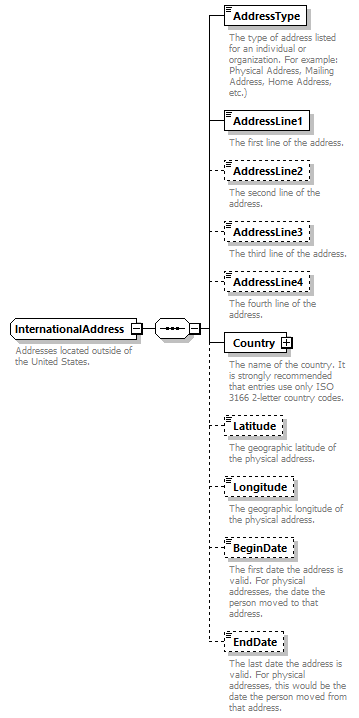 AddressType
The type of address listed
for an individual or
organization. For example:
Physical Address, Mailing
Address, Home Address,
etc.)
AddressLine1
The first line of the address.
AddressLine2
The second line of the
address.
AddressLine3
The third line of the address.
AddressLine4
The fourth line of the
address.
InternationalAddress
Addresses located outside of
the United States.
Country
The name of the country. It
is strongly recommended
that entries use only ISO
3166 2-letter country codes.
Latitude
The geographic latitude of
the physical address.
Longitude
The geographic longitude of
the physical address.
BeginDate
The first date the address is
valid. For physical
addresses, the date the
person moved to that
address.
EndDate
The last date the address is
valid. For physical
addresses, this would be the
date the person moved from
that address.